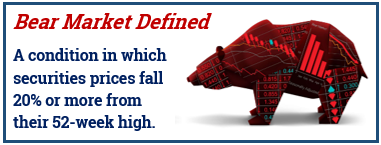 Bear Market Defined
A condition in which
securities prices fall
20% or more from
their 52-week high.